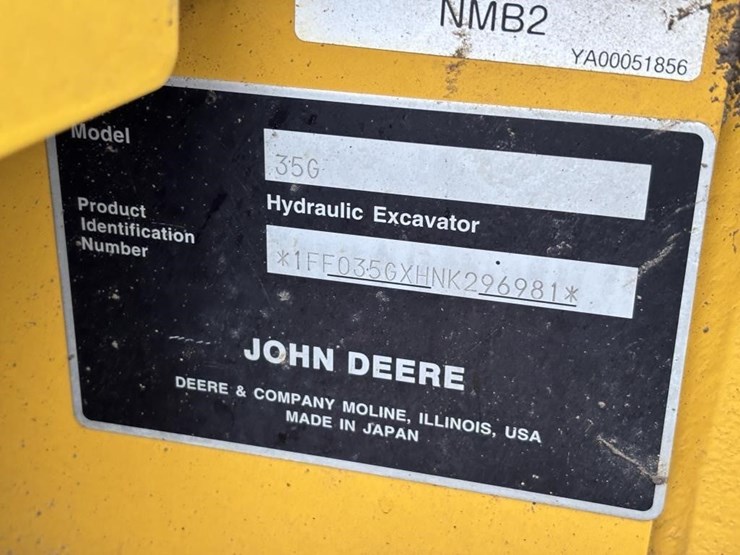 NMB2
YA00051856
Model
35G
Hydraulic Excavator
Product
Identification
Number
*1FF035GXHNK296981*
JOHN DEERE
DEERE & COMPANY MOLINE, ILLINOIS, USA
MADE IN JAPAN